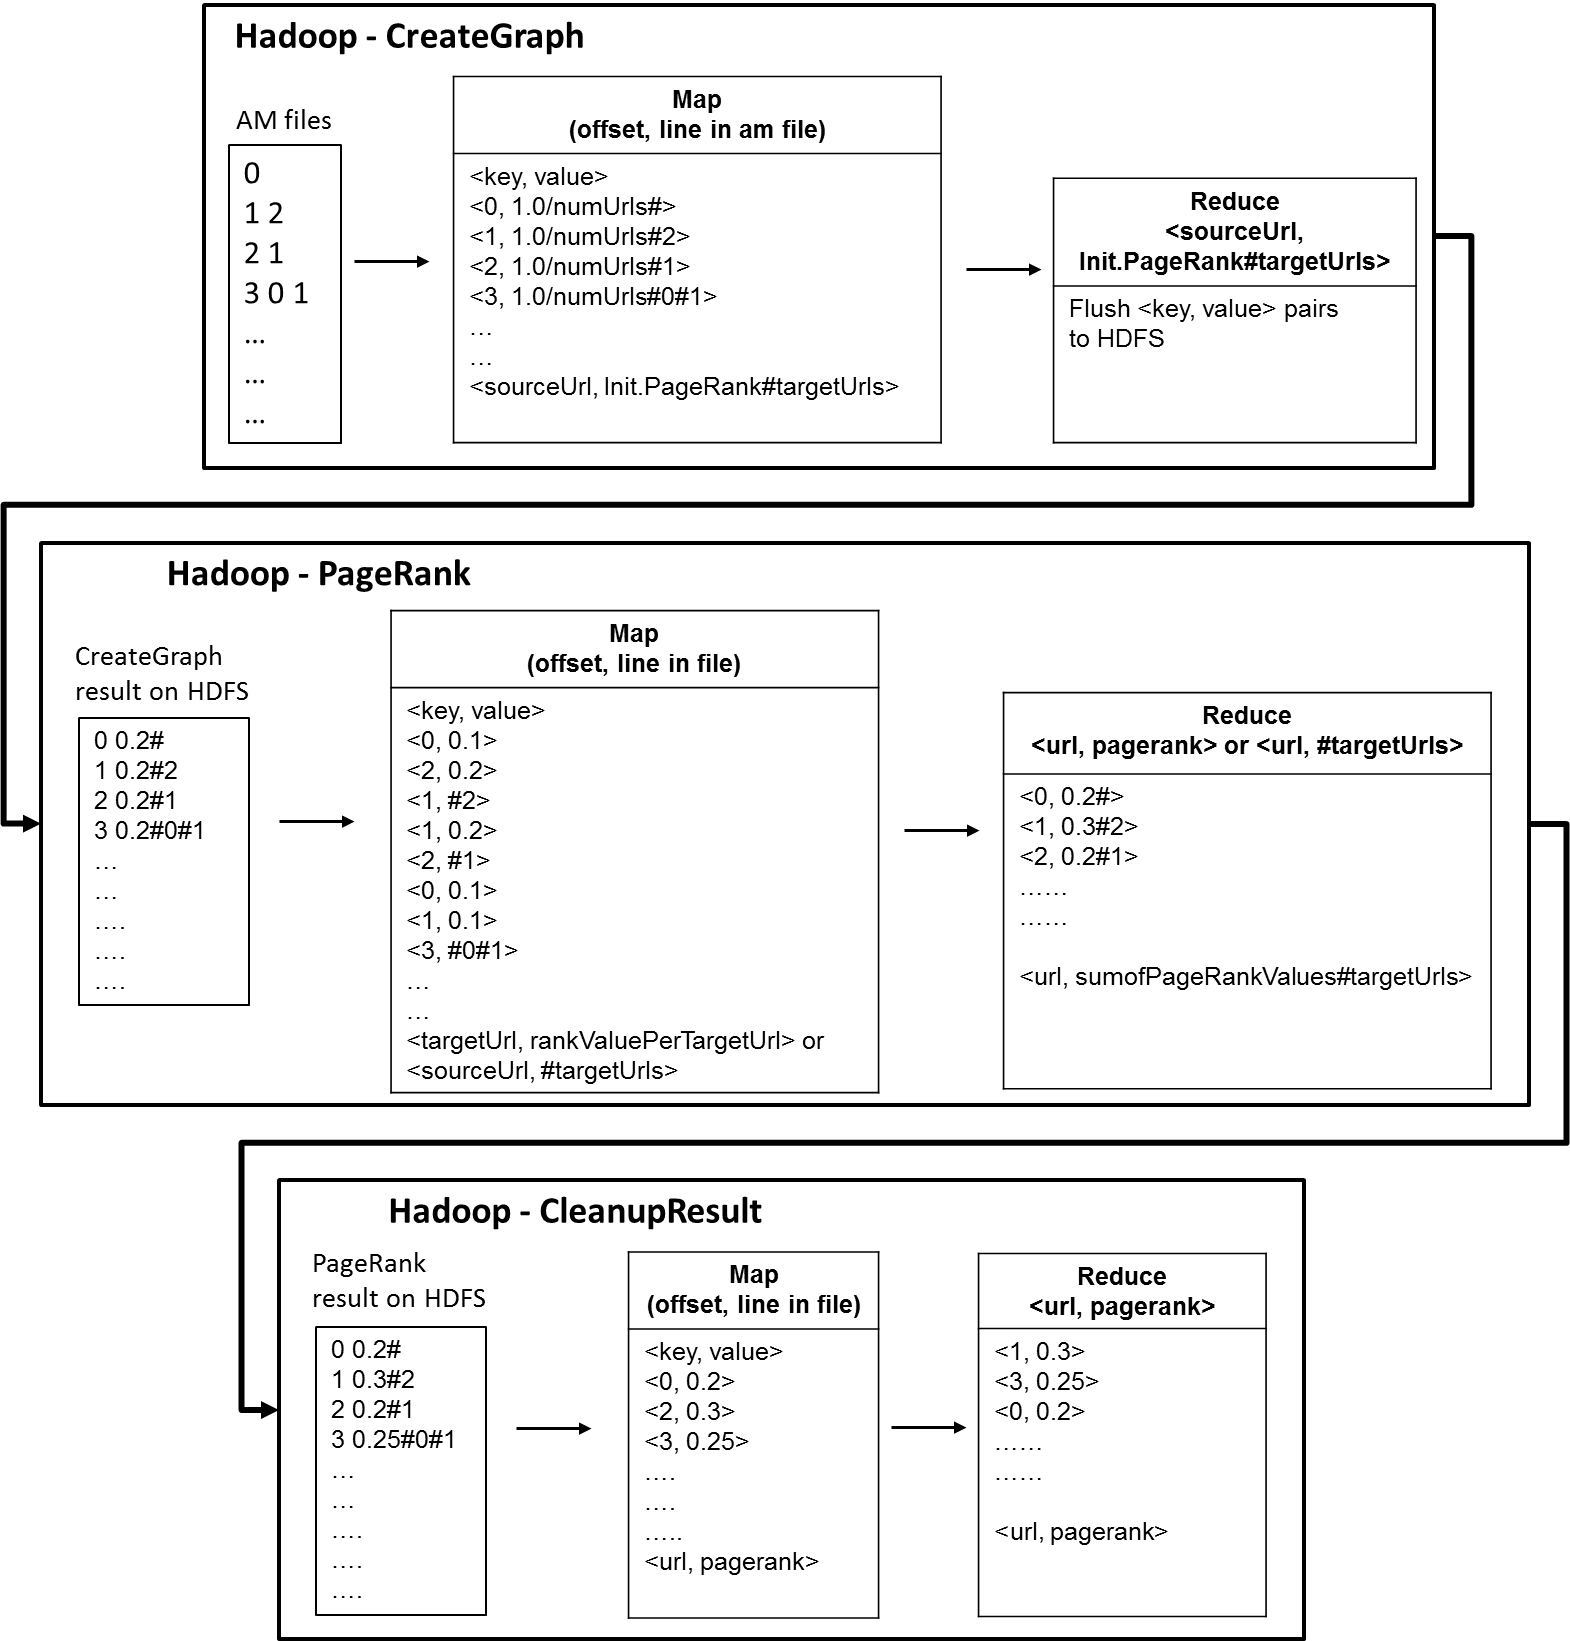 Hadoop - CreateGraph
AM files
0
1 2
2 1
3 0 1
...
...
...
Map
(offset, line in am file)
<key, value>
<0, 1.0/numUrls#>
<1, 1.0/numUrls#2>
<2, 1.0/numUrls#1>
<3, 1.0/numUrls#0#1>
...
...
<sourceUrl, Init.PageRank#targetUrls>
Reduce
<sourceUrl,
Init.PageRank#targetUrls>
Flush <key, value> pairs
to HDFS
Hadoop - PageRank
CreateGraph
result on HDFS
0 0.2#
1 0.2#2
2 0.2#1
3 0.2#0#1
...
...
....
....
....
Map
(offset, line in file)
<key, value>
<0, 0.1>
<2, 0.2>
<1, #2>
<1, 0.2>
<2, #1>
<0, 0.1>
<1, 0.1>
<3, #0#1>
...
...
<targetUrl, rankValuePerTargetUrl> or
<sourceUrl, #targetUrls>
Reduce
<url, pagerank> or <url, #targetUrls>
<0, 0.2#>
<1, 0.3#2>
<2, 0.2#1>
......
......
<url, sumofPageRankValues#targetUrls>
Hadoop - CleanupResult
PageRank
result on HDFS
0 0.2#
1 0.3#2
2 0.2#1
3 0.25#0#1
...
...
....
....
....
Map
(offset, line in file)
<key, value>
<0, 0.2>
<2, 0.3>
<3, 0.25>
....
....
.....
<url, pagerank>
Reduce
<url, pagerank>
<1, 0.3>
<3, 0.25>
<0, 0.2>
......
......
<url, pagerank>